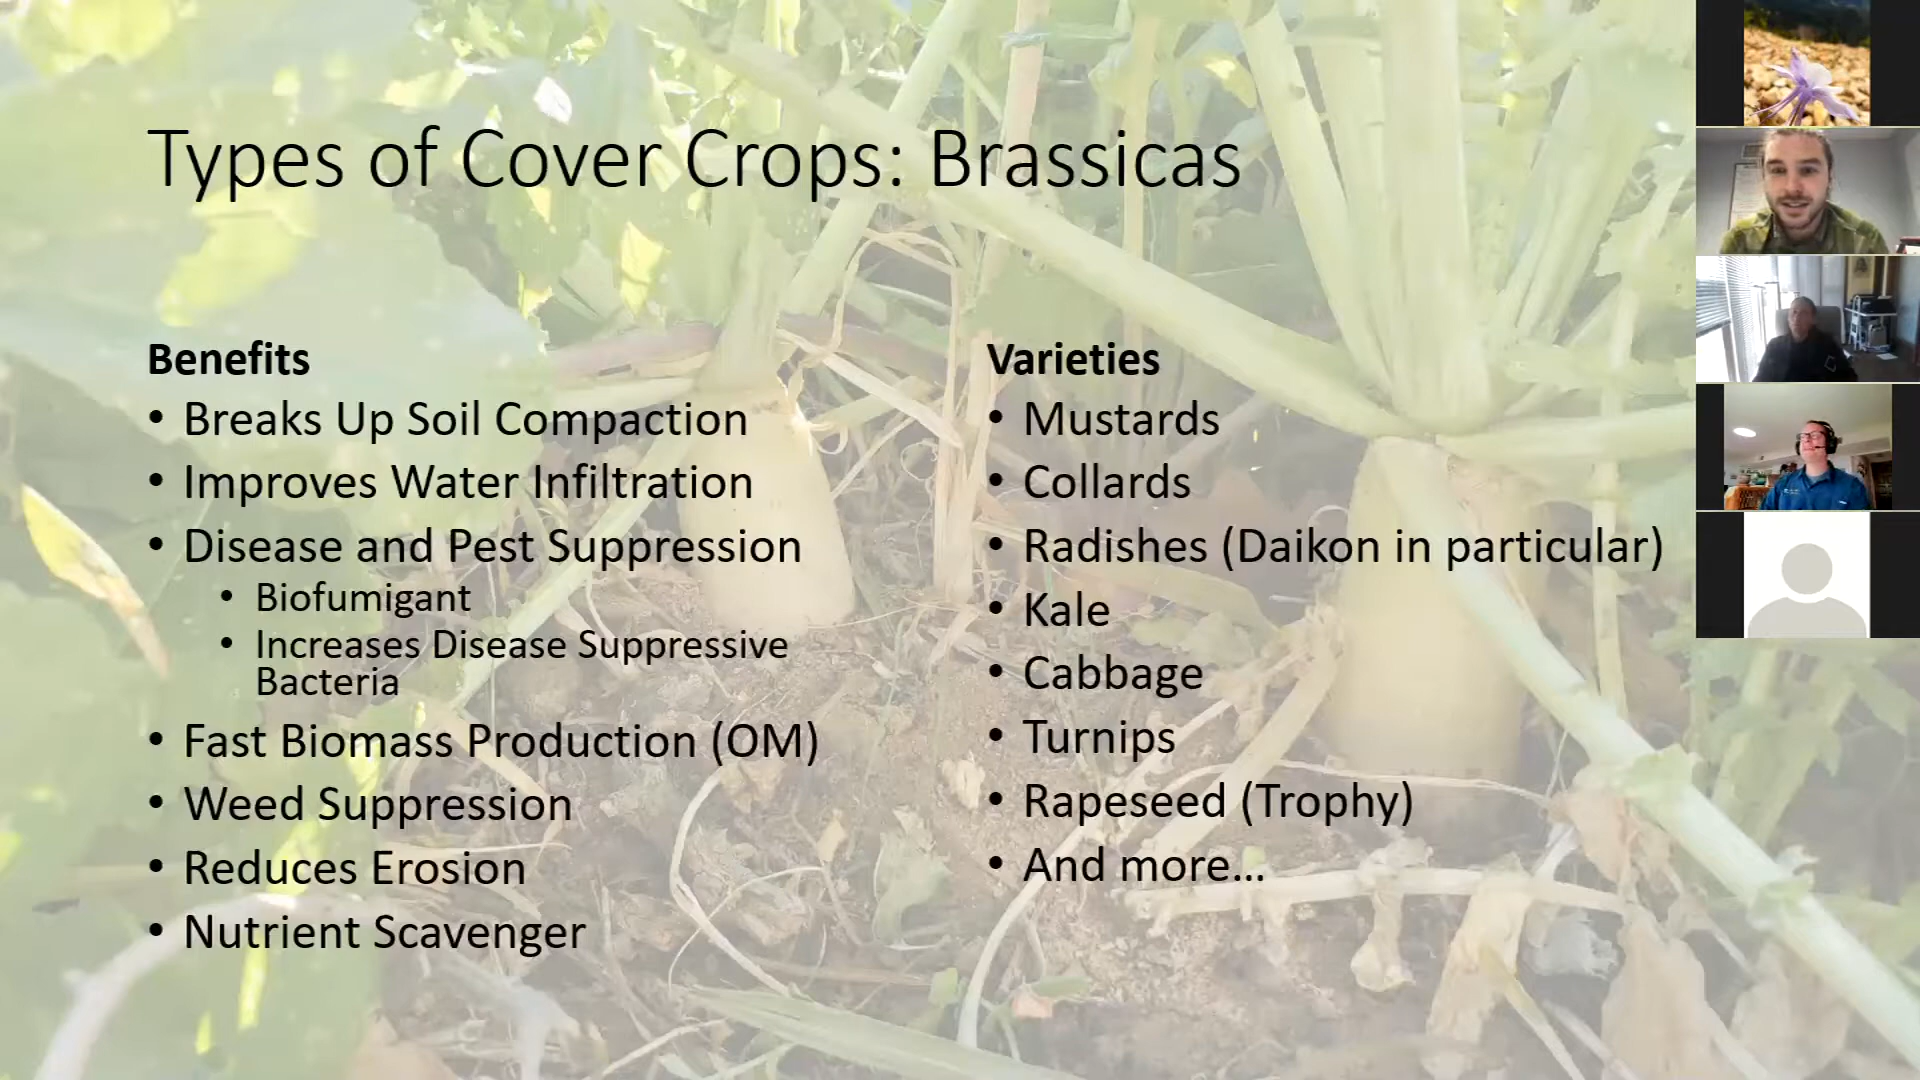 Types of Cover Crops: Brassicas
Benefits
• Breaks Up Soil Compaction
• Improves Water Infiltration
• Disease and Pest Suppression
• Biofumigant
• Increases Disease Suppressive
Bacteria
• Fast Biomass Production (OM)
• Weed Suppression
• Reduces Erosion
• Nutrient Scavenger
Varieties
• Mustards
• Collards
• Radishes (Daikon in particular)
• Kale
• Cabbage
• Turnips
• Rapeseed (Trophy)
• And more...